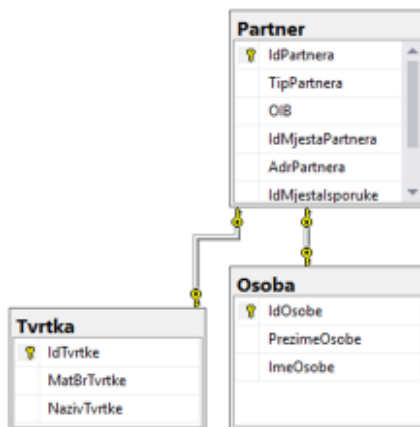 Partner
IdPartnera
TipPartnera
OIB
IdMjestaPartnera
AdrPartnera
IdMjestaIsporuke
Tvrtka
IdTvrtke
MatBrTvrtke
NazivTvrtke
Osoba
IdOsobe
PrezimeOsobe
ImeOsobe